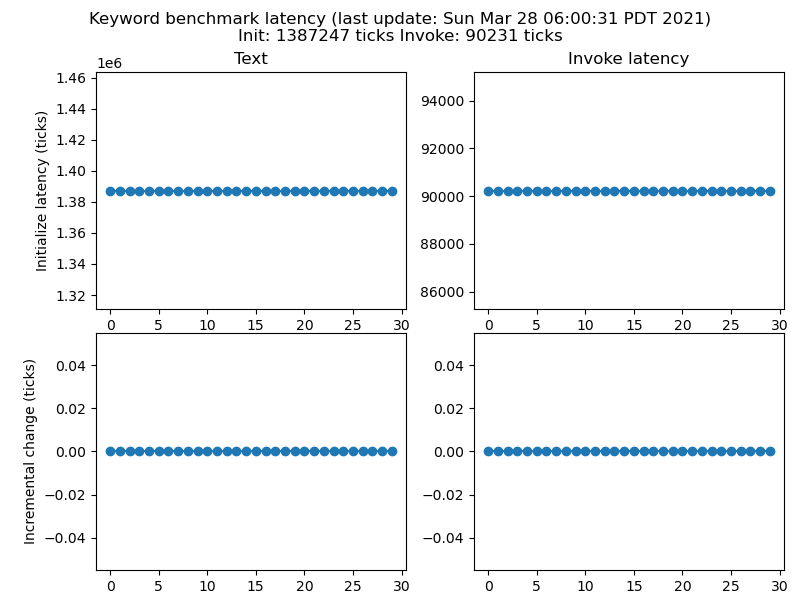 Keyword benchmark latency (last update: Sun Mar 28 06:00:31 PDT 2021)
Init: 1387247 ticks Invoke: 90231 ticks
Text
1e6
Initialize latency (ticks)
1.46
1.44
1.42
1.40
1.38
1.36
1.34
1.32
0 5 10 15 20 25 30
Invoke latency
94000
92000
90000
88000
86000
0 5 10 15 20 25 30
Incremental change (ticks)
0.04
0.02
0.00
−0.02
−0.04
0 5 10 15 20 25 30
0.04
0.02
0.00
−0.02
−0.04
0 5 10 15 20 25 30